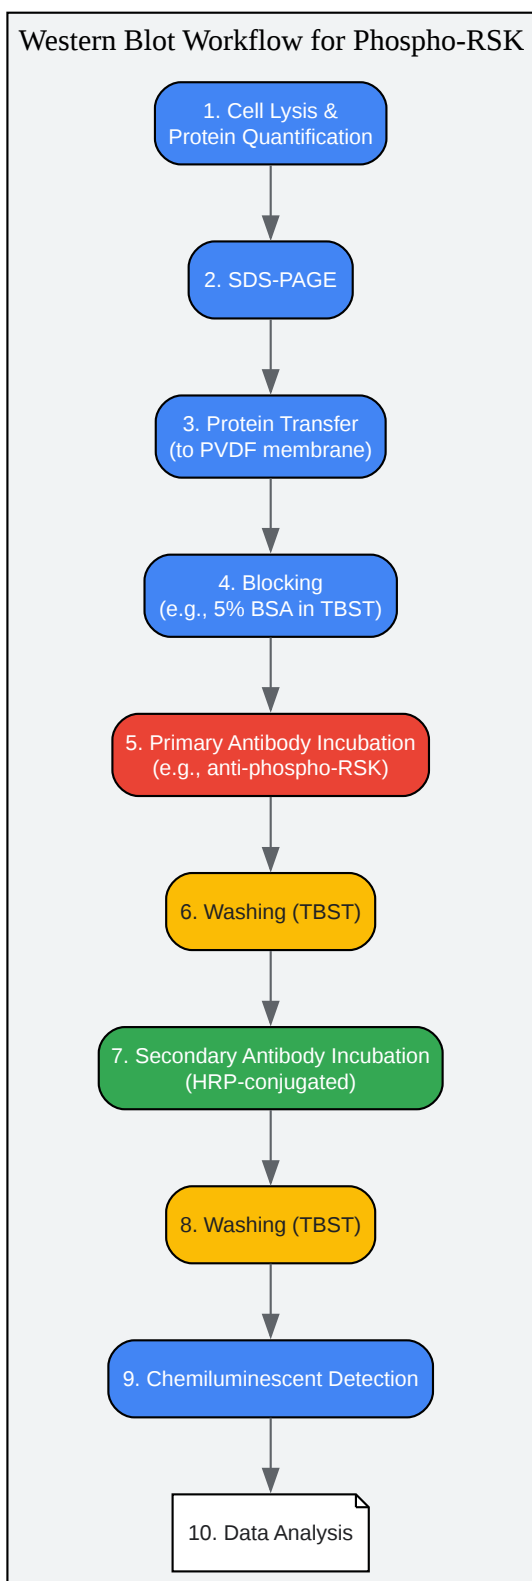 Western Blot Workflow for Phospho-RSK
1. Cell Lysis &
Protein Quantification
2. SDS-PAGE
3. Protein Transfer
(to PVDF membrane)
4. Blocking
(e.g., 5% BSA in TBST)
5. Primary Antibody Incubation
(e.g., anti-phospho-RSK)
6. Washing (TBST)
7. Secondary Antibody Incubation
(HRP-conjugated)
8. Washing (TBST)
9. Chemiluminescent Detection
10. Data Analysis